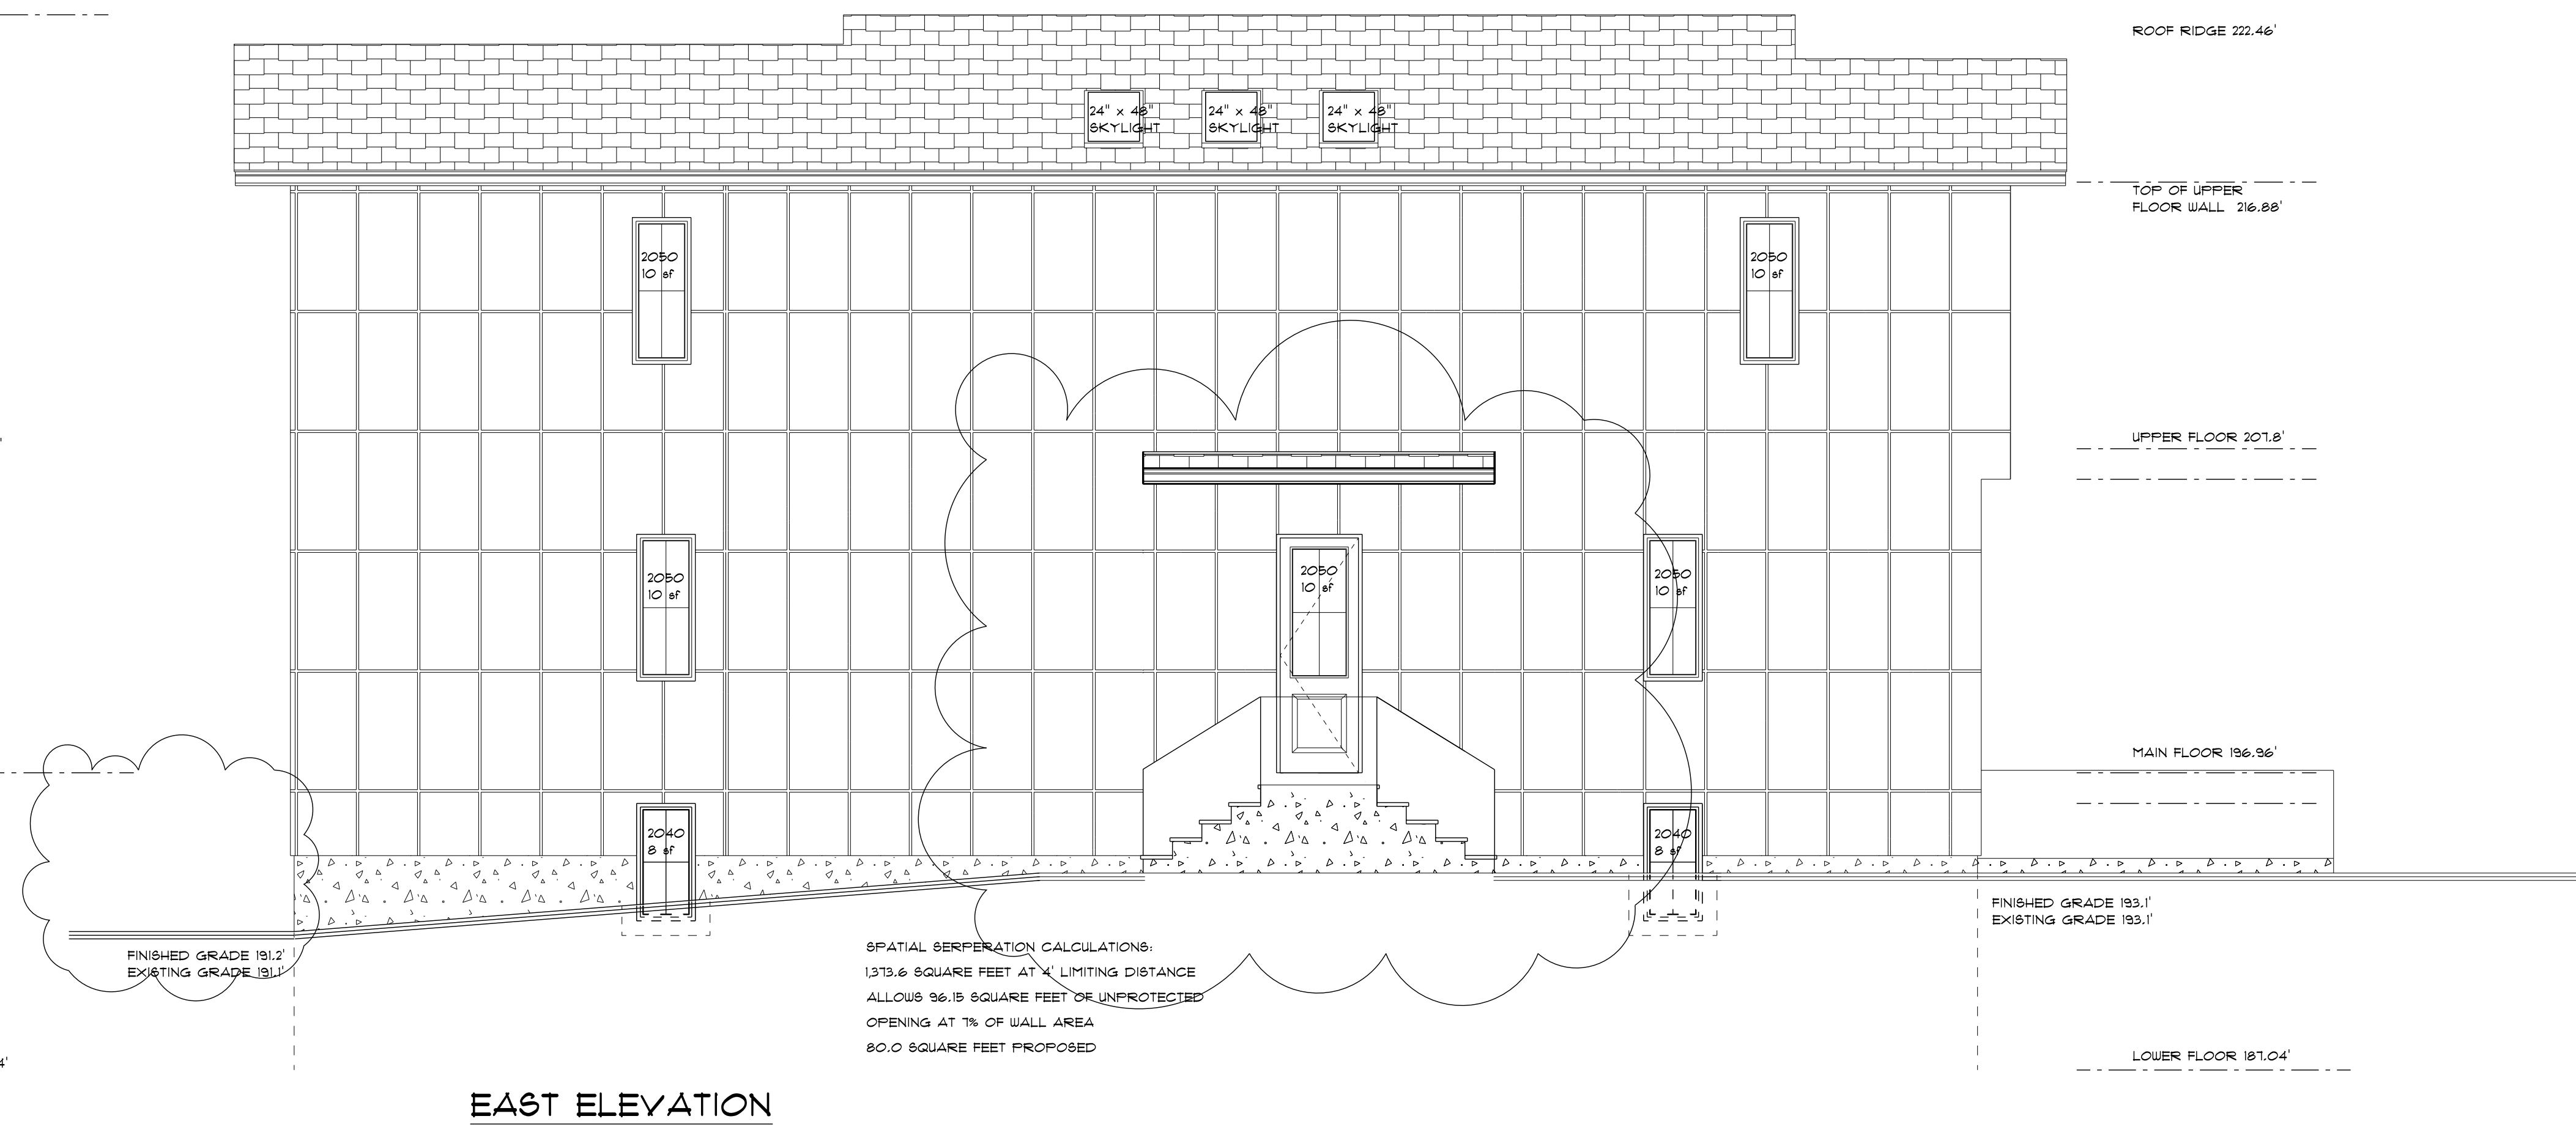 ROOF RIDGE 222.46'
24" x 48"
SKYLIGHT
24" x 48"
SKYLIGHT
24" x 48"
SKYLIGHT
TOP OF UPPER
FLOOR WALL 216.88'
2050
10 sf
2050
10 sf
UPPER FLOOR 207.8'
2050
10 sf
2050
10 sf
2050
10 sf
MAIN FLOOR 196.96'
2040
8 sf
2040
8 sf
FINISHED GRADE 193.1'
EXISTING GRADE 193.1'
FINISHED GRADE 191.2'
EXISTING GRADE 191.1'
SPATIAL SERPERATION CALCULATIONS:
1,373.6 SQUARE FEET AT 4' LIMITING DISTANCE
ALLOWS 96.15 SQUARE FEET OF UNPROTECTED
OPENING AT 7% OF WALL AREA
80.0 SQUARE FEET PROPOSED
LOWER FLOOR 187.04'
4'
EAST ELEVATION